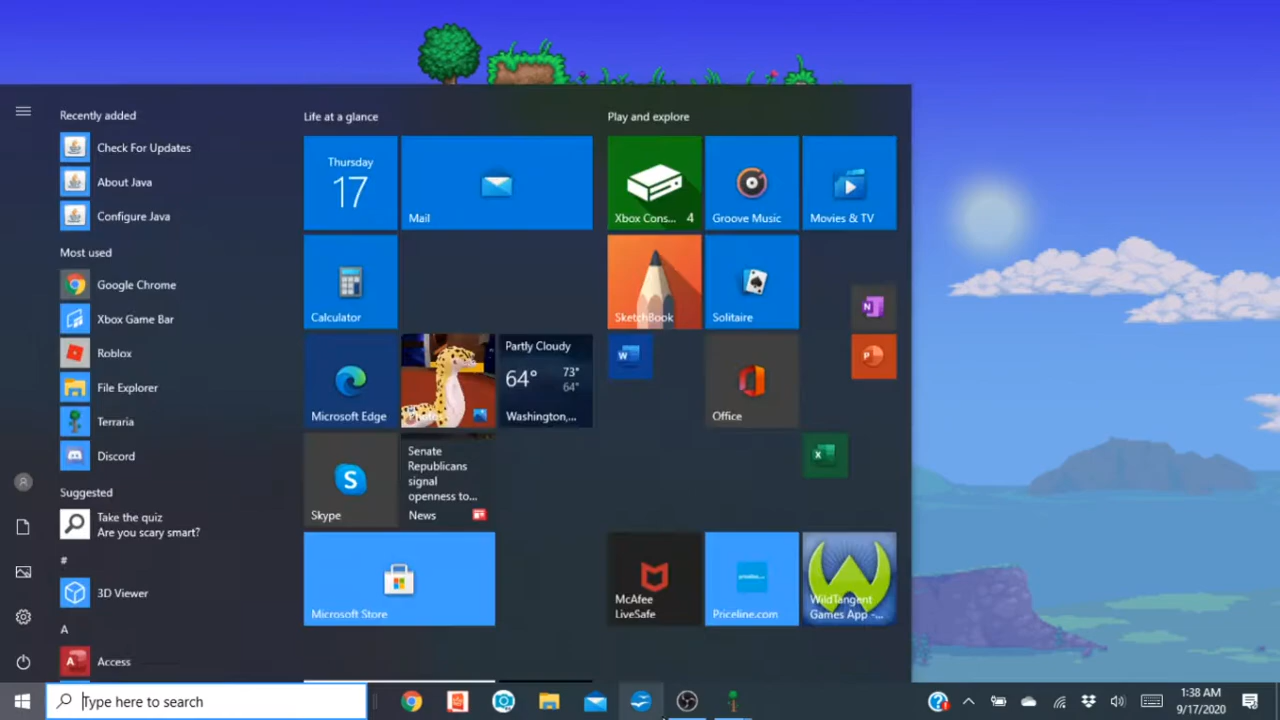 Recently added
Check For Updates
About Java
Configure Java
Most used
Google Chrome
Xbox Game Bar
Roblox
File Explorer
Terraria
Discord
Suggested
Take the quiz
Are you scary smart?
#
3D Viewer
A
Access
Life at a glance
Thursday
17
Mail
Calculator
Microsoft Edge
Partly Cloudy
64°
73°
64°
Washington,...
Skype
Senate
Republicans
signal
openness to...
News
Microsoft Store
Play and explore
Xbox Cons... 4
Groove Music
Movies & TV
SketchBook
Solitaire
Office
McAfee
LiveSafe
Priceline.com
WildTangent
Games App -...
Type here to search
1:38 AM
9/17/2020